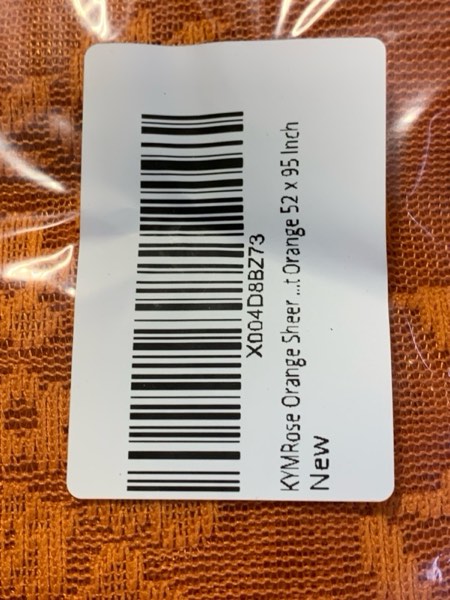 X004D8BZ73
KYMRose Orange Sheer ...t Orange 52 x 95 Inch
New